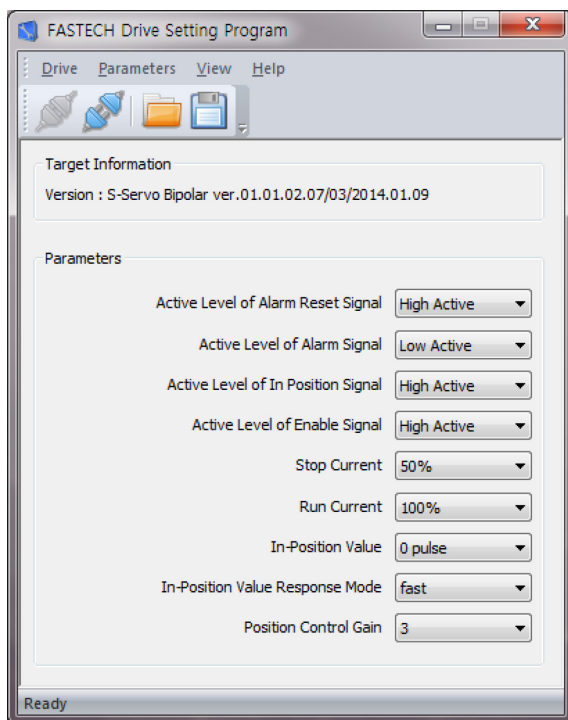 FASTECH Drive Setting Program
Drive Parameters View Help
Target Information
Version : S-Servo Bipolar ver.01.01.02.07/03/2014.01.09
Parameters
Active Level of Alarm Reset Signal High Active
Active Level of Alarm Signal Low Active
Active Level of In Position Signal High Active
Active Level of Enable Signal High Active
Stop Current 50%
Run Current 100%
In-Position Value 0 pulse
In-Position Value Response Mode fast
Position Control Gain 3
Ready